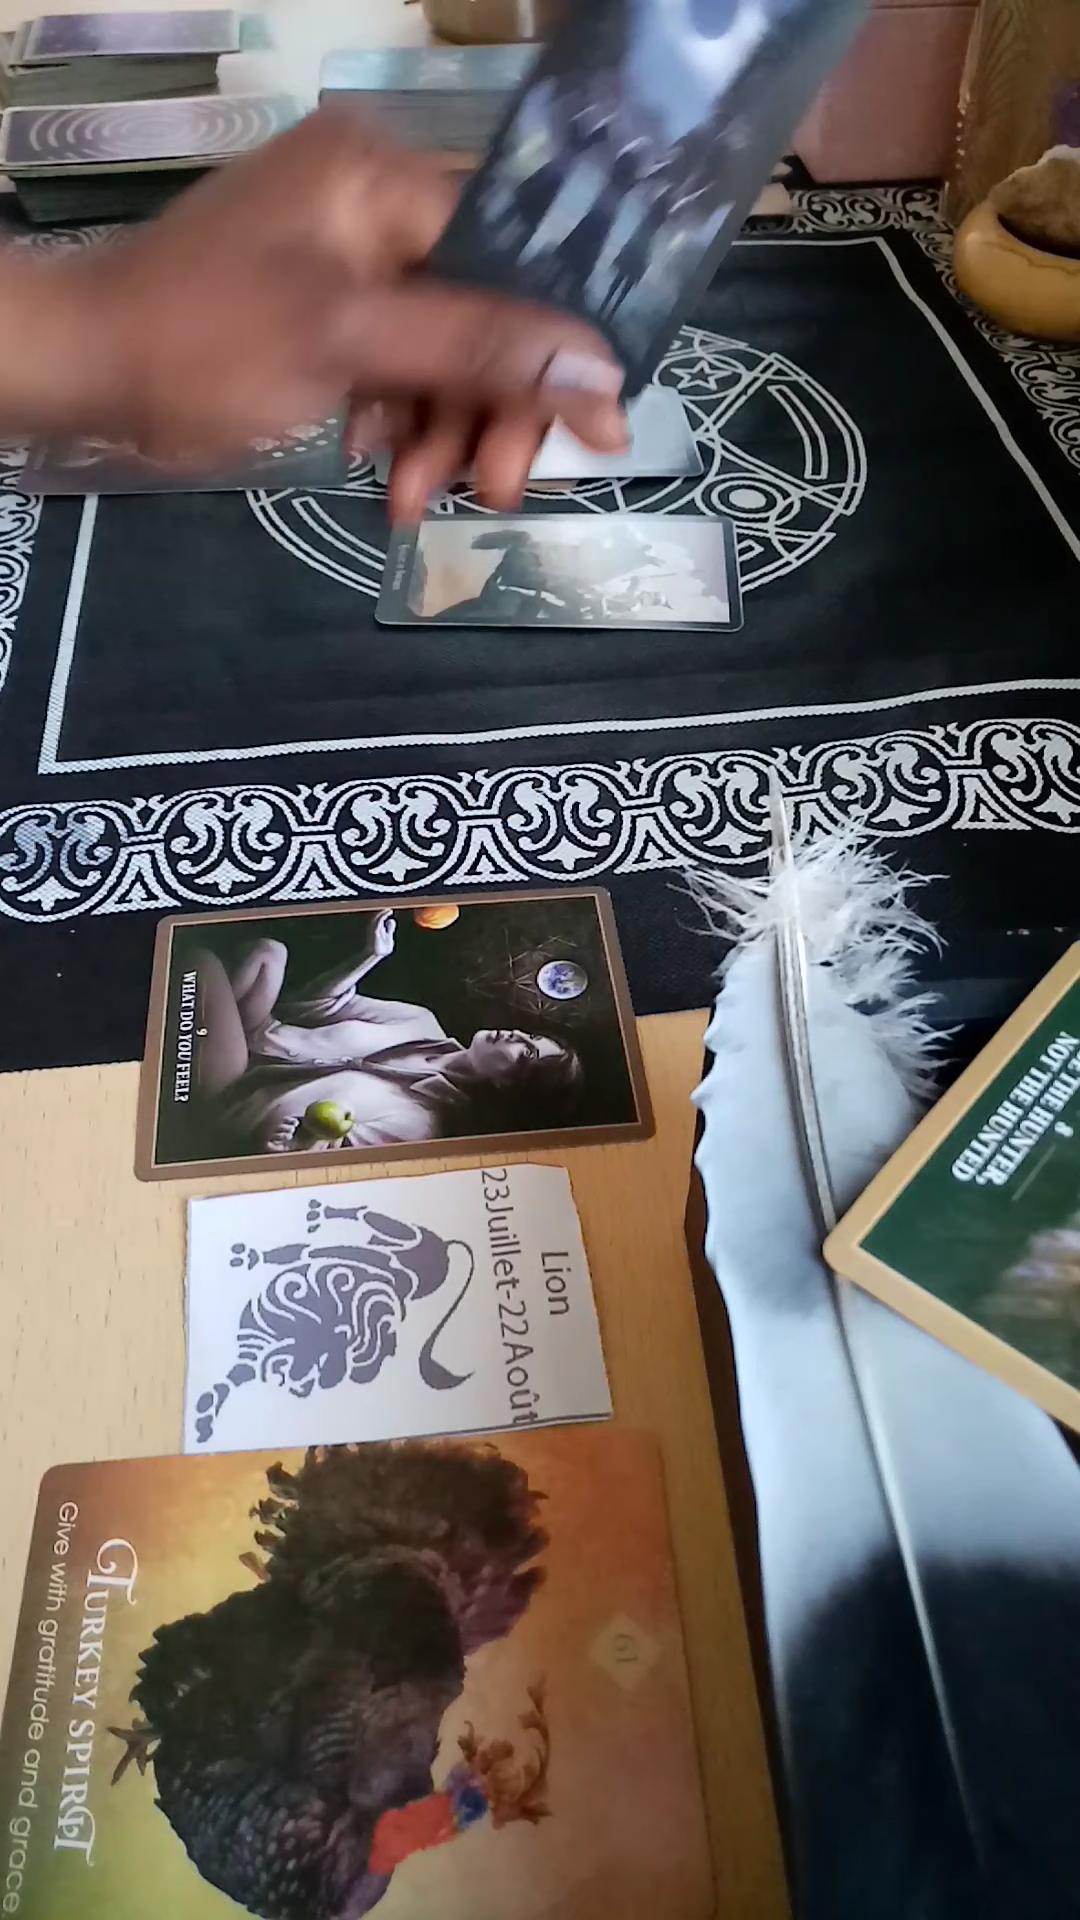 9
WHAT DO YOU FEEL?
8
THE HUNTER,
NOT THE HUNTED
Lion
23Juillet-22Août
61
TURKEY SPIRIT
Give with gratitude and grace.